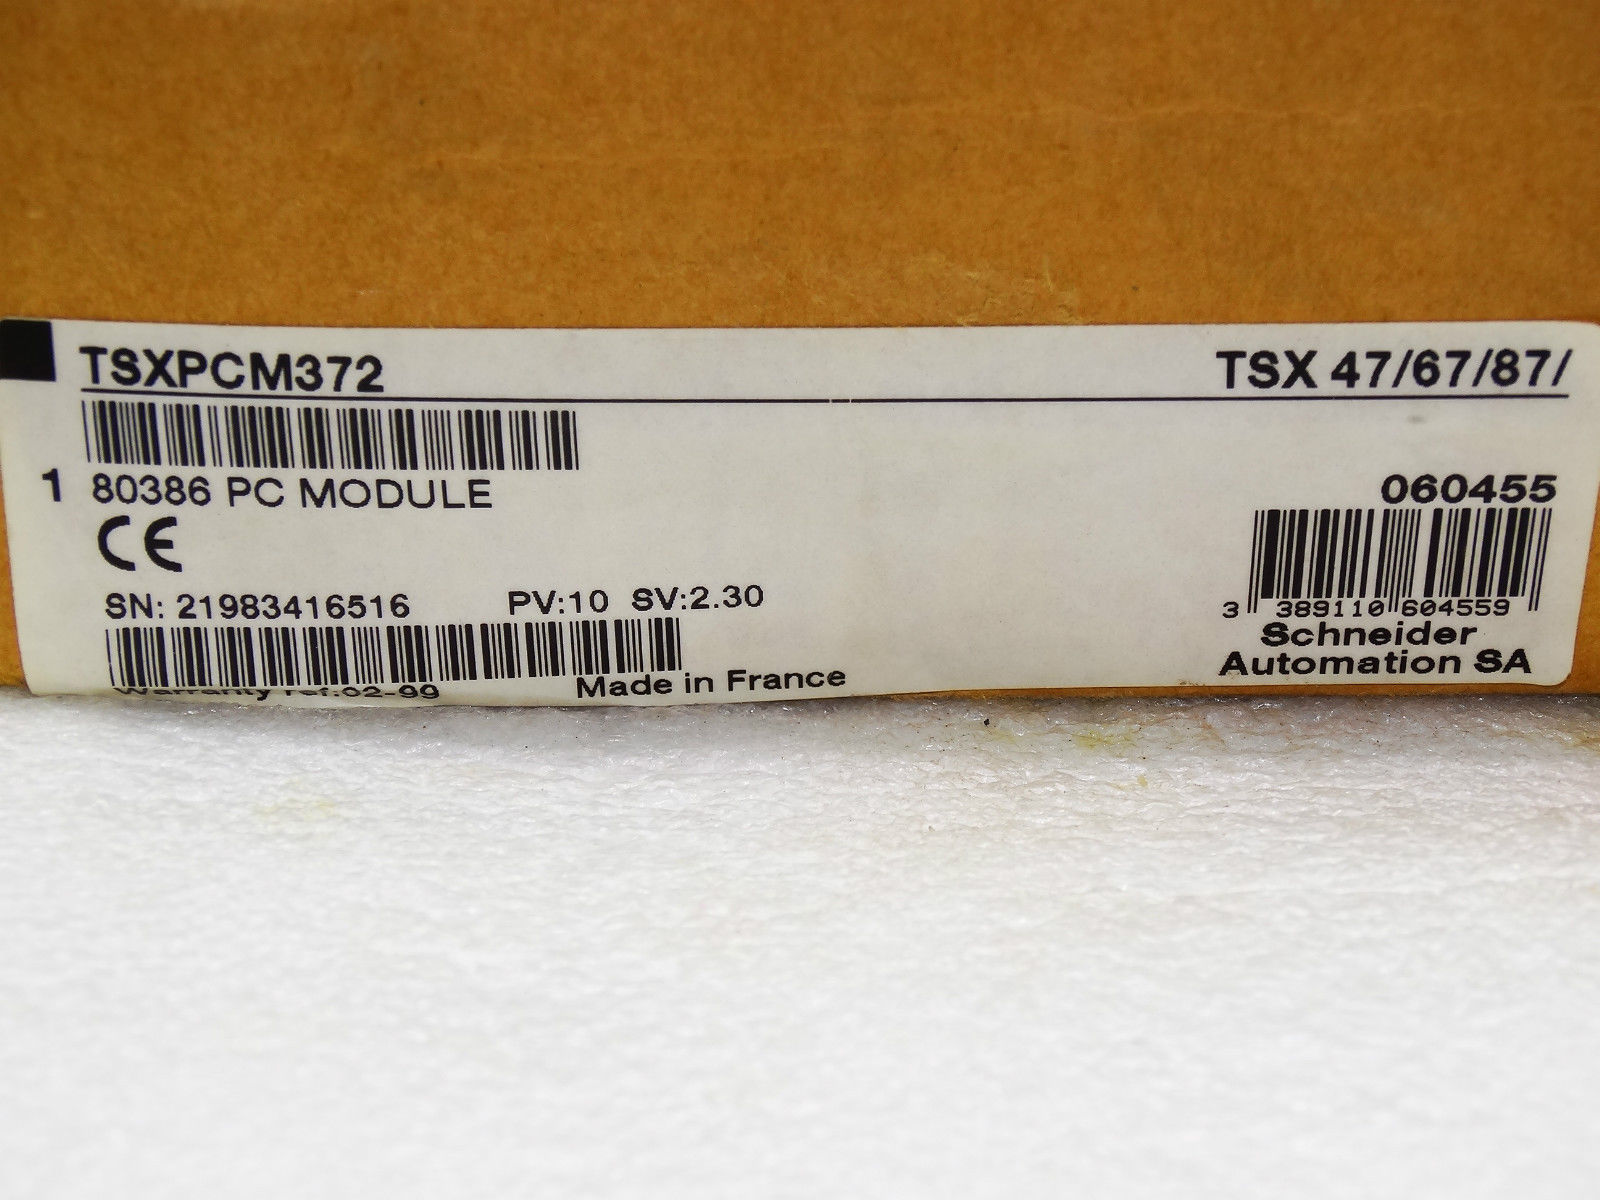 TSXPCM372 TSX 47/67/87/
1 80386 PC MODULE
060455
CE
SN: 21983416516 PV:10 SV:2.30
3 389110 604559
Schneider
Automation SA
Warranty ref:02-99 Made in France